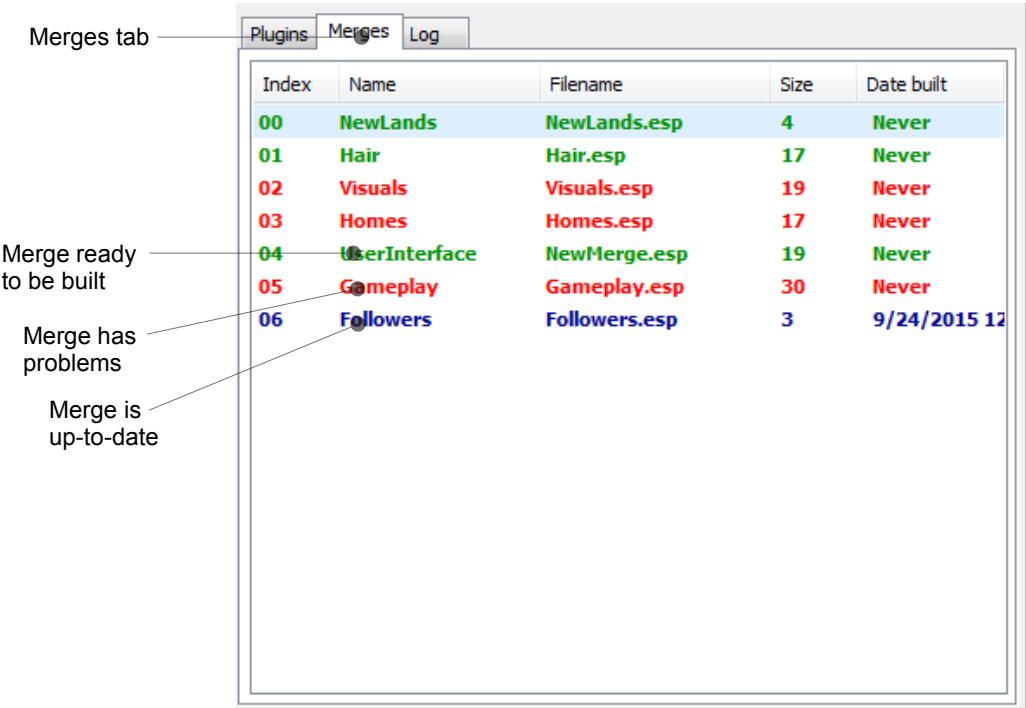 Merges tab
Plugins Merges Log
Index Name Filename Size Date built
00 NewLands NewLands.esp 4 Never
01 Hair Hair.esp 17 Never
02 Visuals Visuals.esp 19 Never
03 Homes Homes.esp 17 Never
Merge ready
to be built
04 UserInterface NewMerge.esp 19 Never
05 Gameplay Gameplay.esp 30 Never
Merge has
problems
06 Followers Followers.esp 3 9/24/2015 12
Merge is
up-to-date